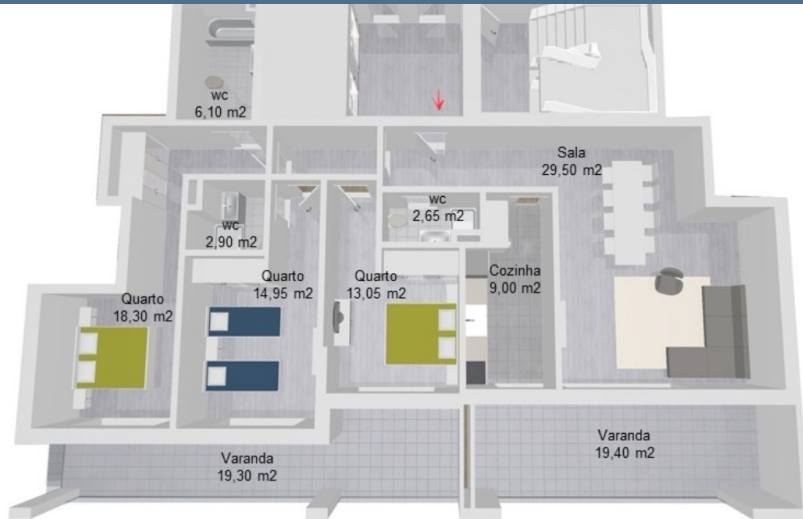 wc
6,10 m2
Sala
29,50 m2
wc
2,65 m2
wc
2,90 m2
Quarto
14,95 m2
Quarto
13,05 m2
Cozinha
9,00 m2
Quarto
18,30 m2
Varanda
19,30 m2
Varanda
19,40 m2